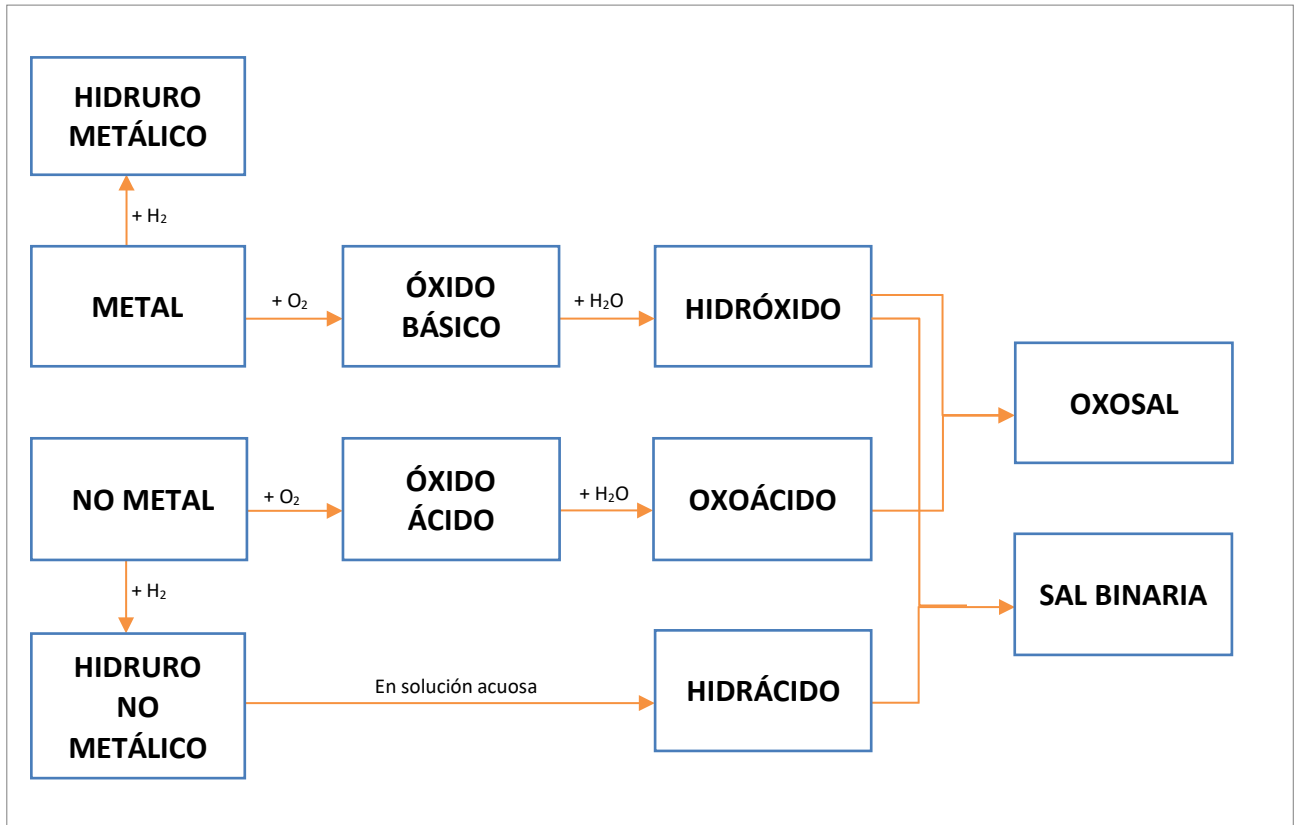 HIDRURO
METÁLICO
+ H₂
METAL
+ O₂
ÓXIDO
BÁSICO
+ H₂O
HIDRÓXIDO
OXOSAL
NO METAL
+ O₂
ÓXIDO
ÁCIDO
+ H₂O
OXOÁCIDO
SAL BINARIA
+ H₂
HIDRURO
NO
METÁLICO
En solución acuosa
HIDRÁCIDO